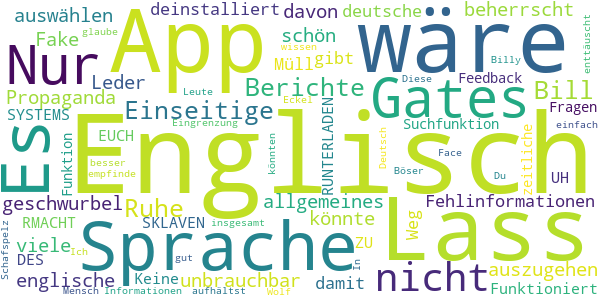 auswählen App deinstalliert davon deutsche wäre beherrscht
Fake schön enttäuscht
glaube Wissen
Nur Müll gibt Billy Diese
Leute
Leder Berichte Gates Bill Feedback
Propaganda Eckel
SYSTEMS Einseitige RUNTERLADEN Fragen
Es EUCH Eingrenzung Suchfunktion einfach
Funktion besser Englisch könnten Deutsch Face zeitliche
empfinde Du Böser UH
geschwurbel Ruhe allgemeines Lass Fehlinformationen
RMACHT SKLAVEN insgesamt könnte Weg
Schafspelz viele Ich Sprache ZU nicht auszugehen
DES Keine gut In
englische unbrauchbar damit Funktioniert
Mensch Informationen aufhältst Wolf